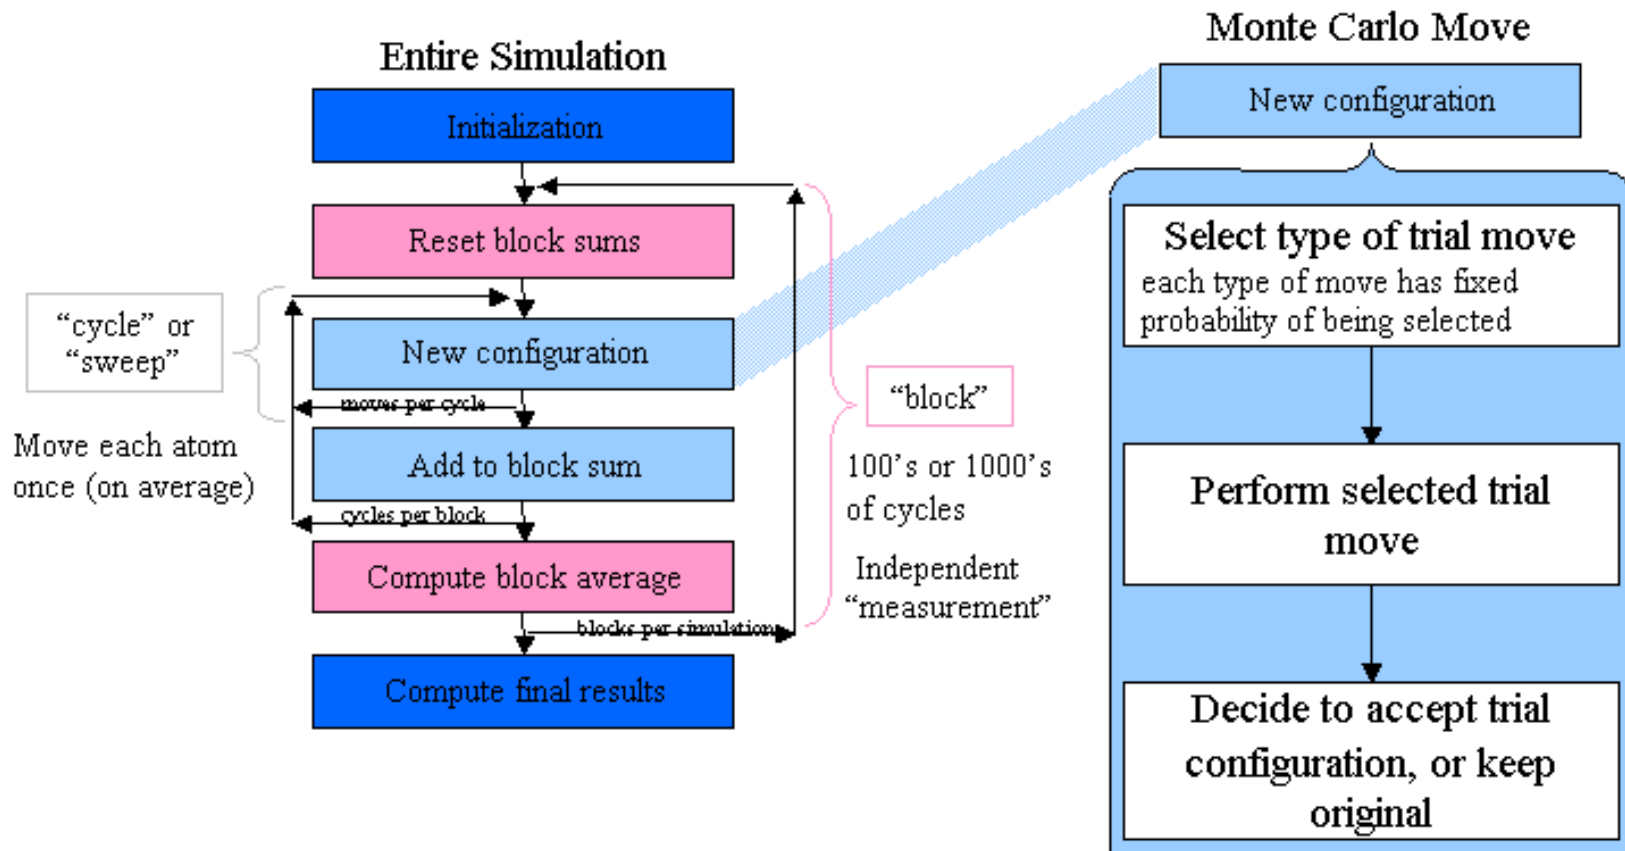 Entire Simulation
Initialization
Reset block sums
New configuration
moves per cycle
Add to block sum
cycles per block
Compute block average
blocks per simulation
Compute final results
“cycle” or
“sweep”
Move each atom
once (on average)
“block”
100’s or 1000’s
of cycles
Independent
“measurement”
Monte Carlo Move
New configuration
Select type of trial move
each type of move has fixed
probability of being selected
Perform selected trial
move
Decide to accept trial
configuration, or keep
original